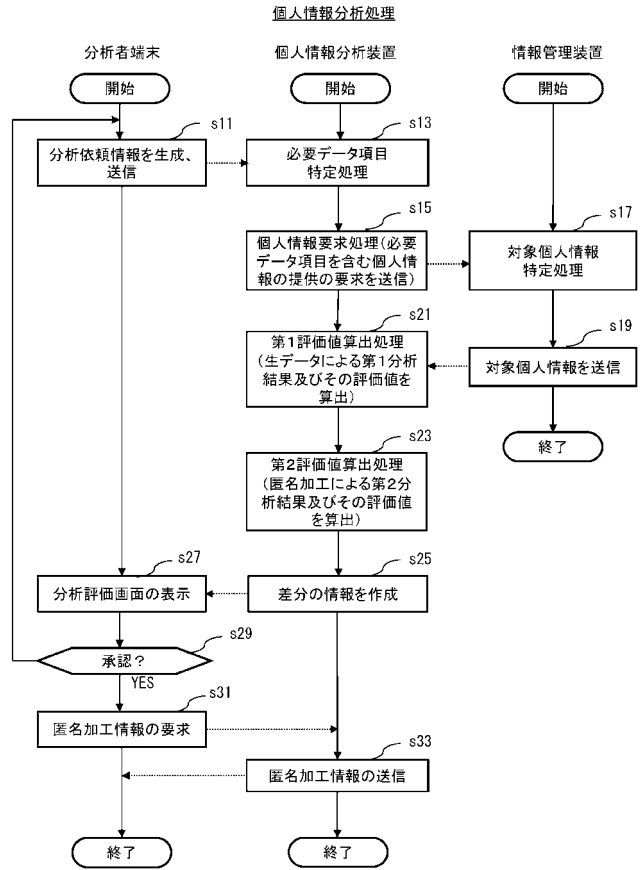 個人情報分析処理
分析者端末
個人情報分析装置
情報管理装置
開始
開始
開始
s11
s13
分析依頼情報を生成、
送信
必要データ項目
特定処理
s15
s17
個人情報要求処理(必要
データ項目を含む個人情
報の提供の要求を送信)
対象個人情報
特定処理
s21
s19
第1評価値算出処理
(生データによる第1分析
結果及びその評価値を
算出)
対象個人情報を送信
終了
s23
第2評価値算出処理
(匿名加工による第2分
析結果及びその評価値
を算出)
s27
s25
分析評価画面の表示
差分の情報を作成
s29
承認?
YES
s31
匿名加工情報の要求
s33
匿名加工情報の送信
終了
終了